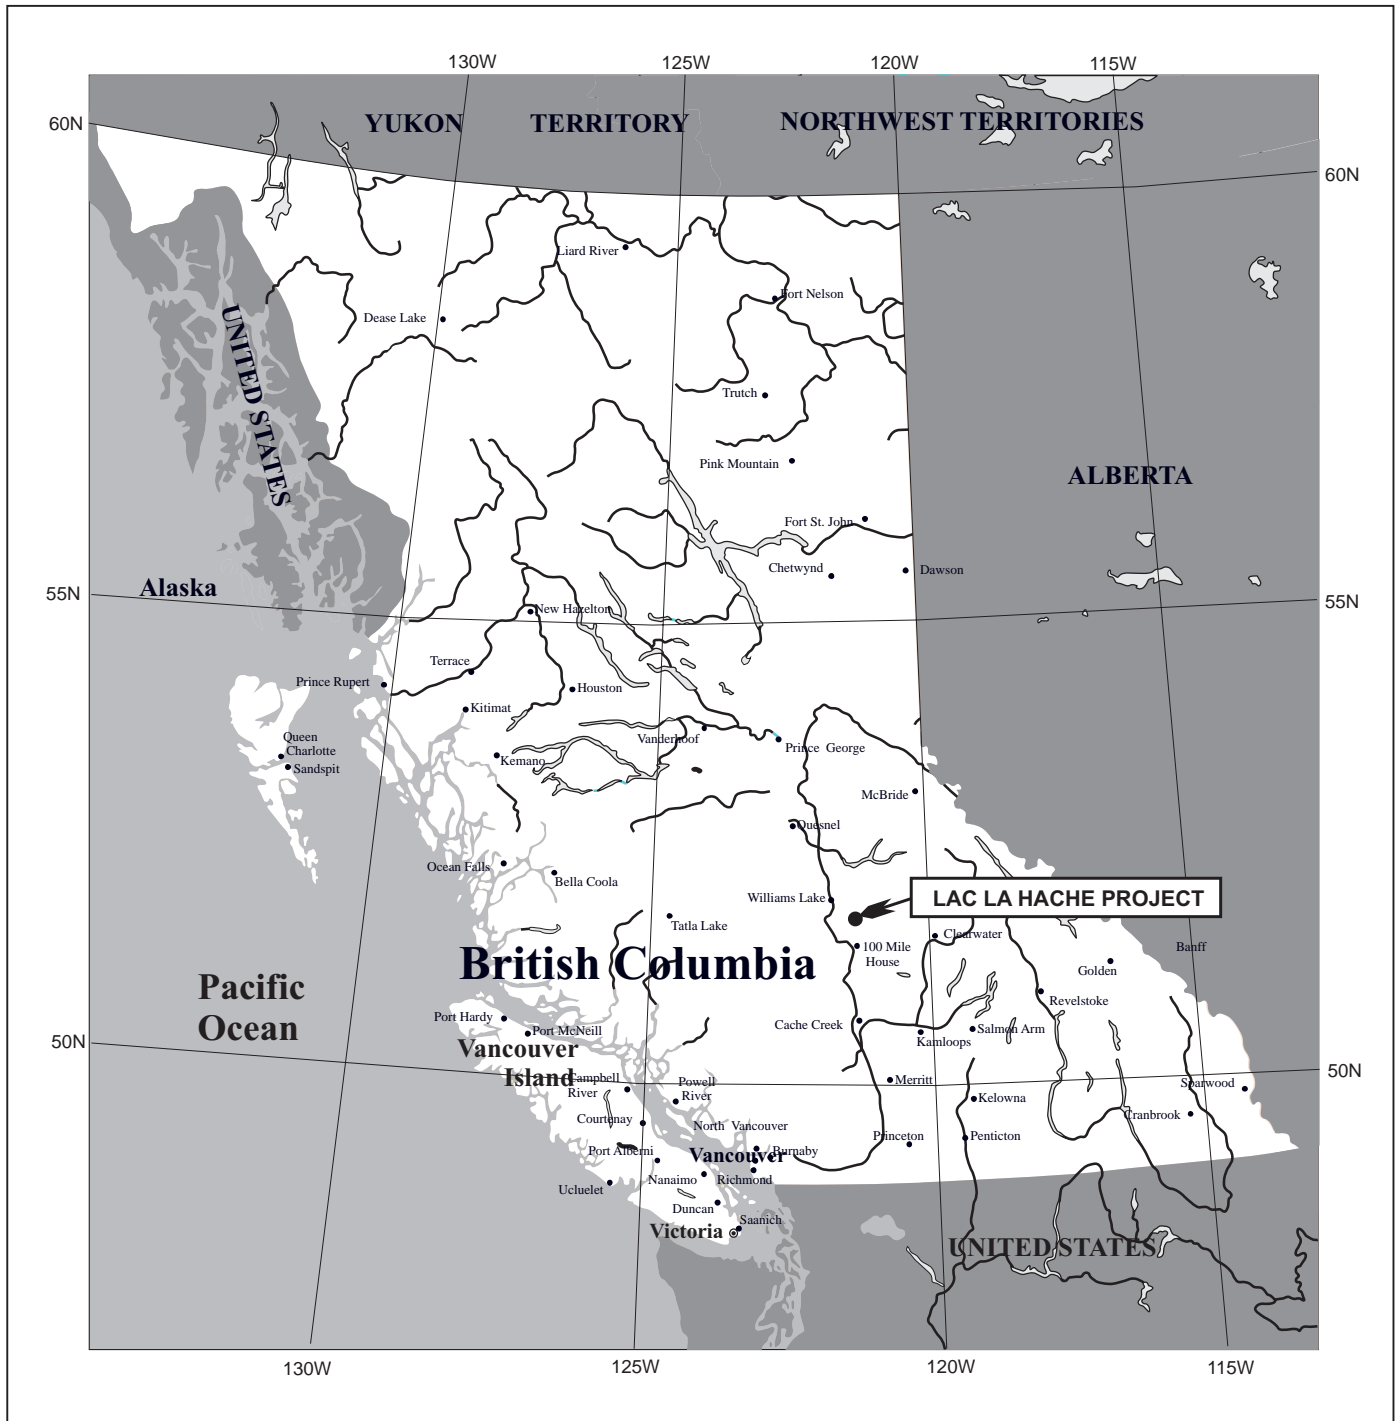 130W
125W
120W
115W
60N
YUKON TERRITORY
NORTHWEST TERRITORIES
60N
Liard River
Fort Nelson
Dease Lake
UNITED STATES
Trutch
Pink Mountain
ALBERTA
Fort St. John
Chetwynd
Dawson
Alaska
55N
55N
New Hazelton
Terrace
Prince Rupert
Houston
Kitimat
Queen
Charlotte
Sandspit
Vanderhoof
Prince George
Kemano
McBride
Quesnel
Ocean Falls
Bella Coola
Williams Lake
LAC LA HACHE PROJECT
Tatla Lake
Clearwater
100 Mile
House
Banff
British Columbia
Golden
Pacific
Ocean
Revelstoke
Port Hardy
Port McNeill
Cache Creek
Salmon Arm
Kamloops
50N
Vancouver
Island
50N
Campbell
River
Powell
River
Merritt
Sparwood
Kelowna
Courtenay
Cranbrook
North Vancouver
Princeton
Penticton
Port Alberni
Vancouver
Burnaby
Ucluelet
Nanaimo
Richmond
Duncan
Saanich
Victoria
UNITED STATES
130W
125W
120W
115W